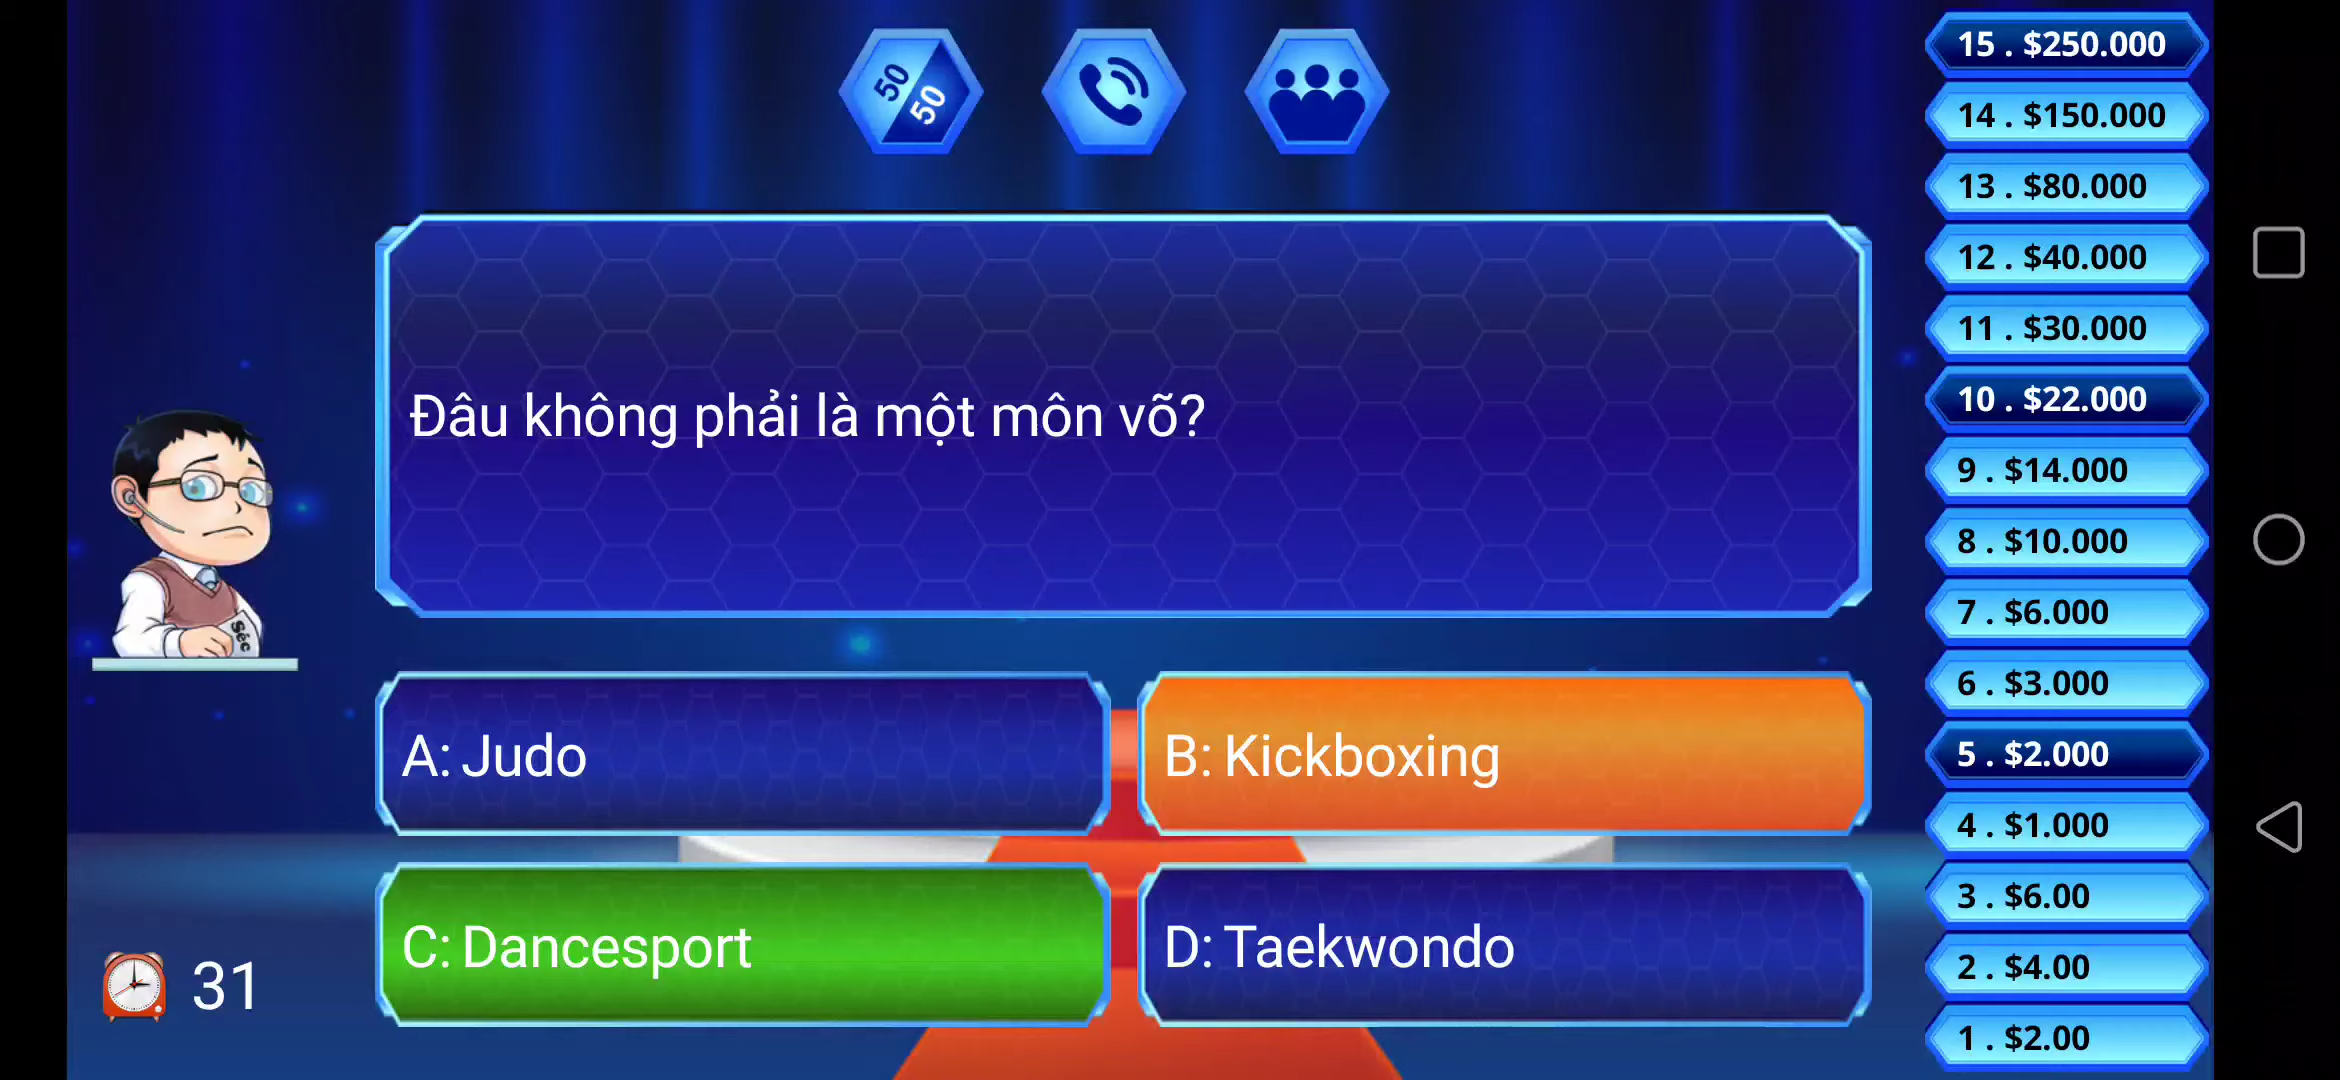 50
50
15 . $250.000
14 . $150.000
13 . $80.000
12 . $40.000
11 . $30.000
10 . $22.000
9 . $14.000
8 . $10.000
7 . $6.000
6 . $3.000
5 . $2.000
4 . $1.000
3 . $6.00
2 . $4.00
1 . $2.00
Đâu không phải là một môn võ?
Séc
A: Judo
B: Kickboxing
C: Dancesport
D: Taekwondo
31